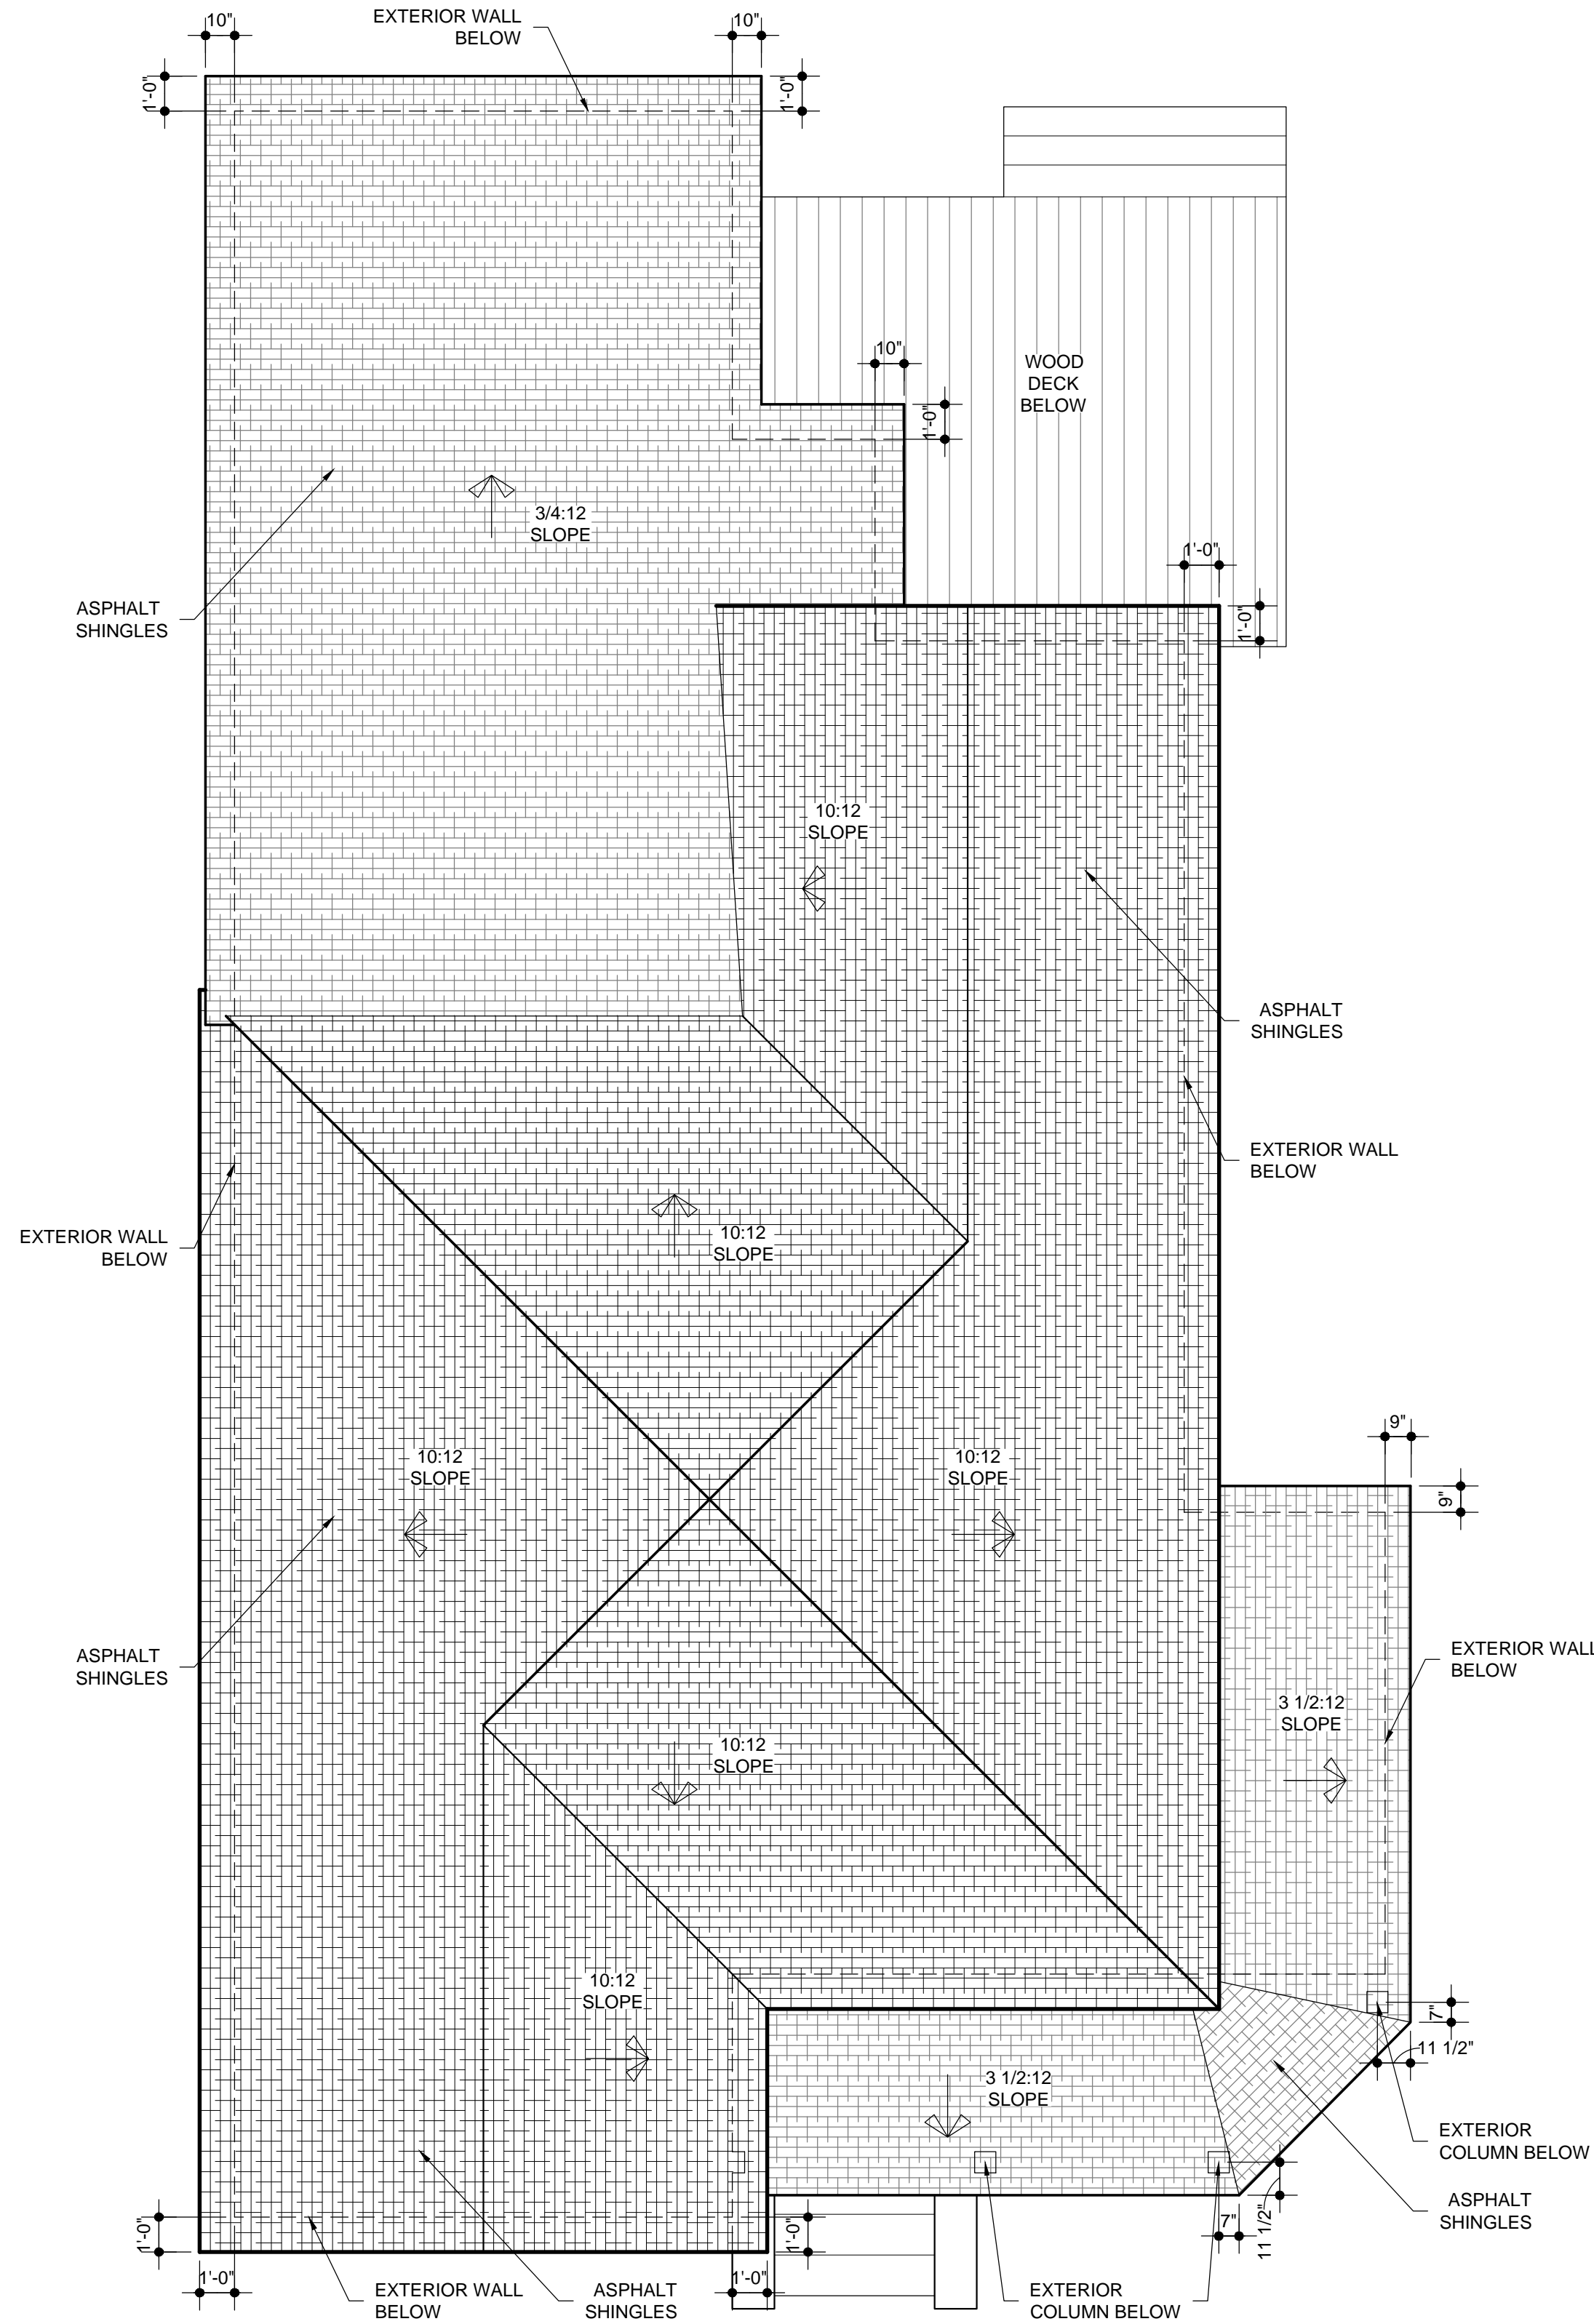 10"
EXTERIOR WALL
BELOW
10"
1'-0"
1'-0"
10"
WOOD
DECK
BELOW
1'-0"
3/4:12
SLOPE
1'-0"
ASPHALT
SHINGLES
1'-0"
10:12
SLOPE
ASPHALT
SHINGLES
EXTERIOR WALL
BELOW
EXTERIOR WALL
BELOW
10:12
SLOPE
9"
10:12
SLOPE
10:12
SLOPE
9"
ASPHALT
SHINGLES
EXTERIOR WALL
BELOW
3 1/2:12
SLOPE
10:12
SLOPE
10:12
SLOPE
7"
11 1/2"
3 1/2:12
SLOPE
EXTERIOR
COLUMN BELOW
ASPHALT
SHINGLES
1'-0"
1'-0"
7"
11 1/2"
1'-0"
EXTERIOR WALL
BELOW
ASPHALT
SHINGLES
1'-0"
EXTERIOR
COLUMN BELOW